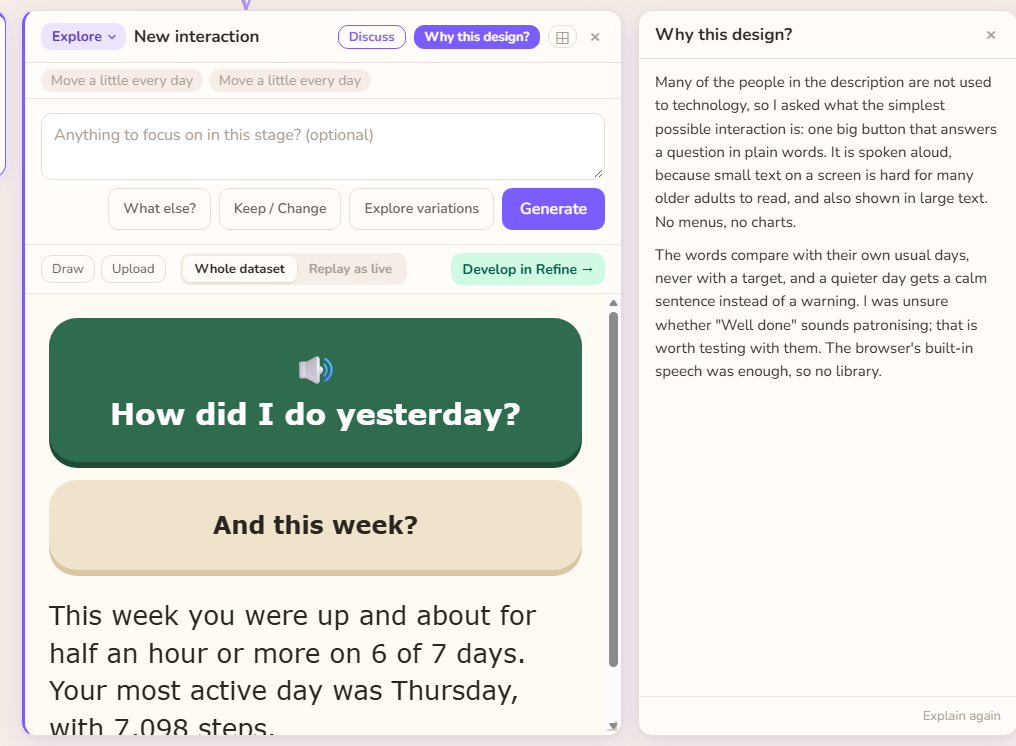 Explore
New interaction
Discuss
Why this design?
Move a little every day
Move a little every day
Anything to focus on in this stage? (optional)
What else?
Keep / Change
Explore variations
Generate
Draw
Upload
Whole dataset
Replay as live
Develop in Refine →
How did I do yesterday?
And this week?
This week you were up and about for
half an hour or more on 6 of 7 days.
Your most active day was Thursday,
with 7,098 steps.
Why this design?
Many of the people in the description are not used
to technology, so I asked what the simplest
possible interaction is: one big button that answers
a question in plain words. It is spoken aloud,
because small text on a screen is hard for many
older adults to read, and also shown in large text.
No menus, no charts.
The words compare with their own usual days,
never with a target, and a quieter day gets a calm
sentence instead of a warning. I was unsure
whether "Well done" sounds patronising; that is
worth testing with them. The browser's built-in
speech was enough, so no library.
Explain again